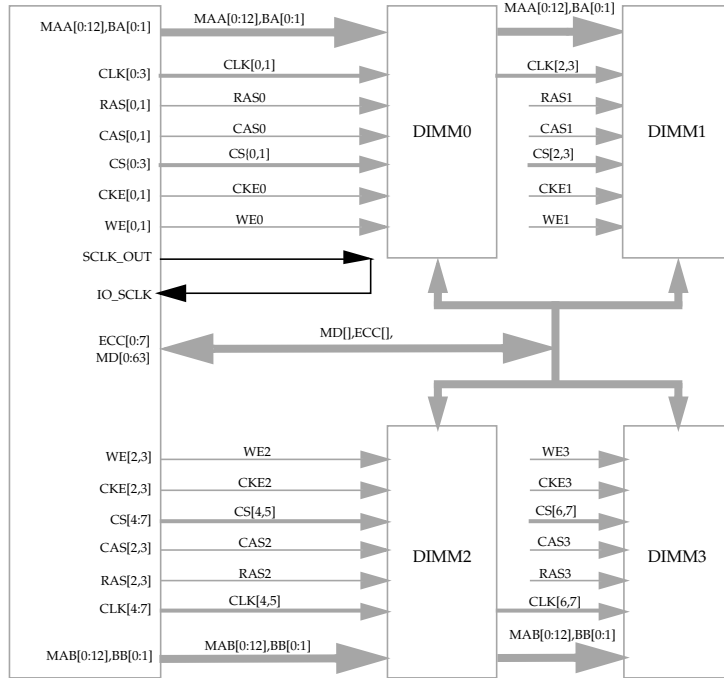 MAA[0:12],BA[0:1]
MAA[0:12],BA[0:1]
MAA[0:12],BA[0:1]
CLK[0:3]
CLK[0,1]
CLK[2,3]
RAS[0,1]
RAS0
RAS1
CAS[0,1]
CAS0
DIMM0
CAS1
DIMM1
CS{0:3]
CS{0,1]
CS[2,3]
CKE[0,1]
CKE0
CKE1
WE[0,1]
WE0
WE1
SCLK_OUT
IO_SCLK
ECC[0:7]
MD[0:63]
MD[],ECC[],
WE[2,3]
WE2
WE3
CKE[2,3]
CKE2
CKE3
CS[4:7]
CS[4,5]
CS[6,7]
CAS[2,3]
CAS2
DIMM2
CAS3
DIMM3
RAS[2,3]
RAS2
RAS3
CLK[4:7]
CLK[4,5]
CLK[6,7]
MAB[0:12],BB[0:1]
MAB[0:12],BB[0:1]
MAB[0:12],BB[0:1]